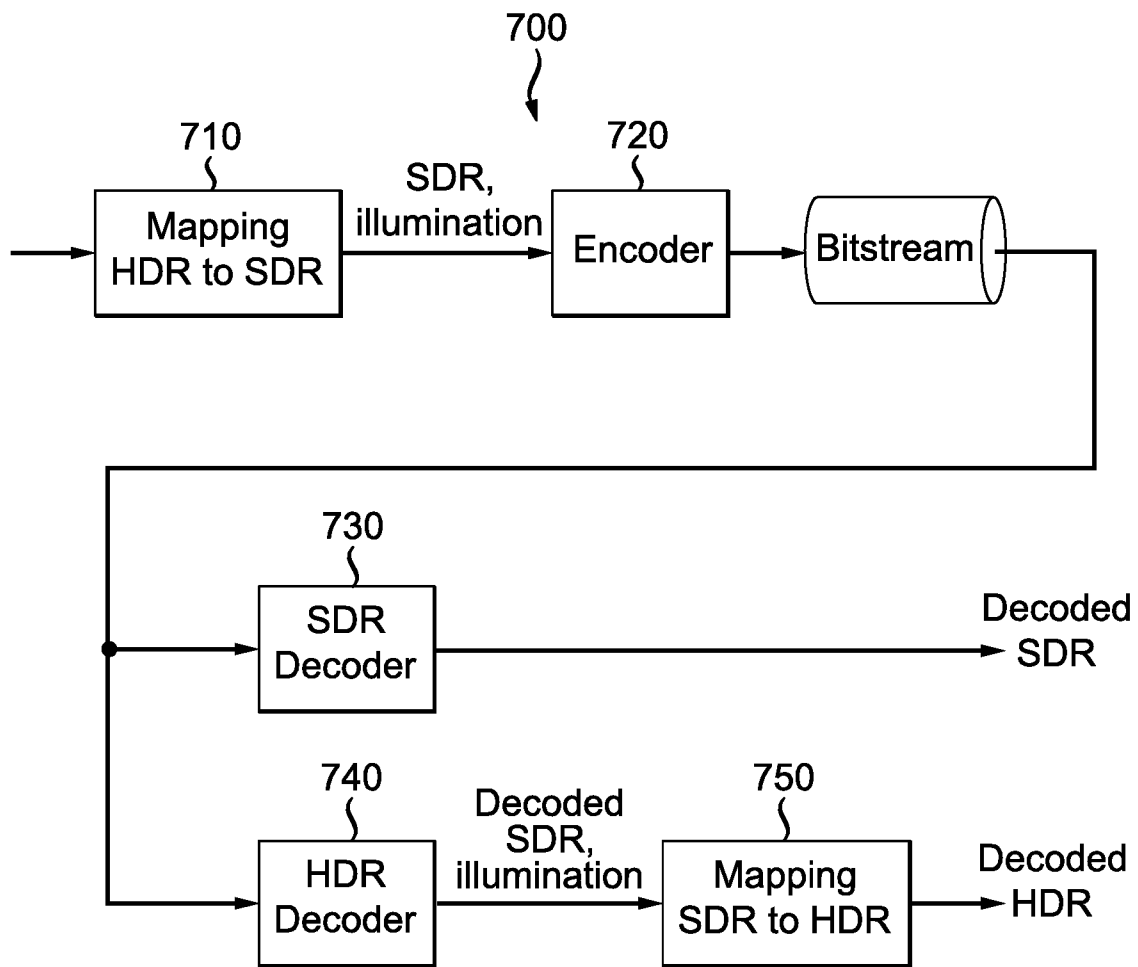 700
710
720
Mapping
HDR to SDR
SDR,
illumination
Encoder
Bitstream
730
SDR
Decoder
Decoded
SDR
740
750
HDR
Decoder
Decoded
SDR,
illumination
Mapping
SDR to HDR
Decoded
HDR